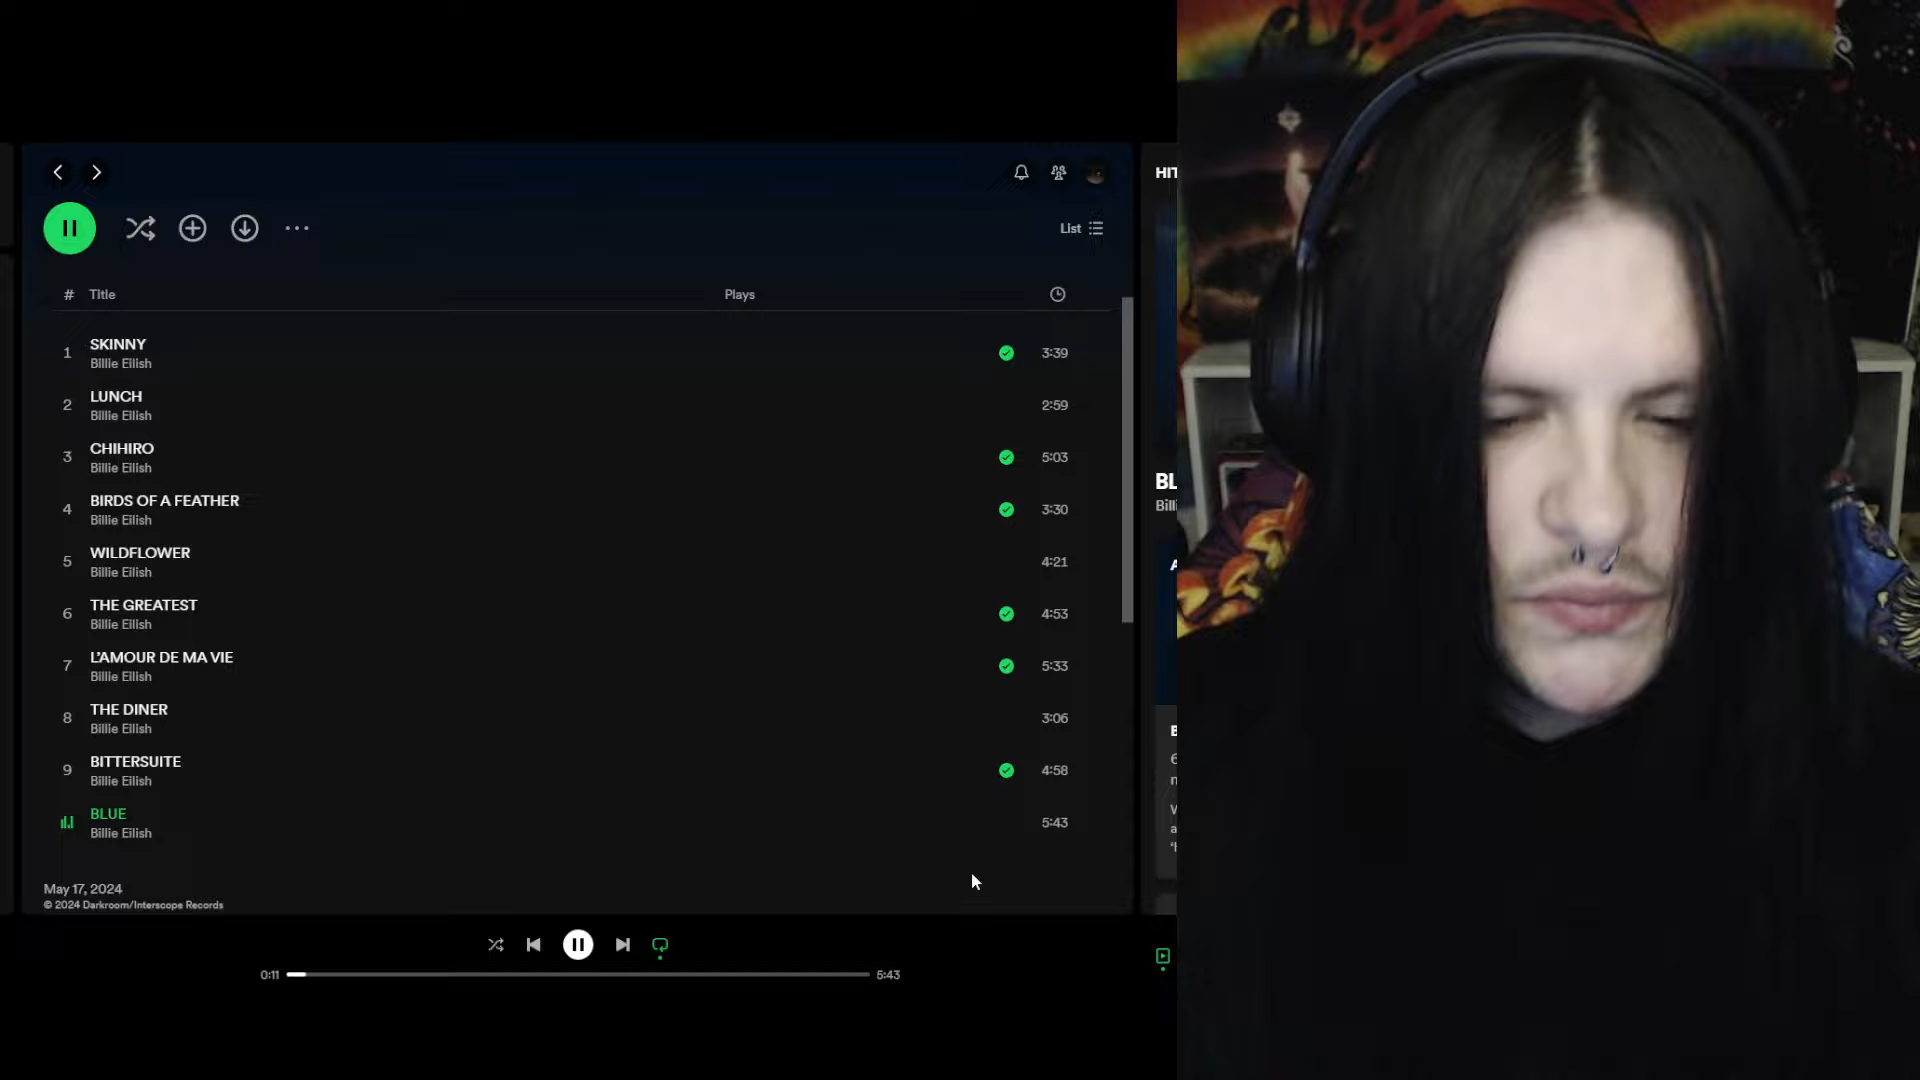 HIT
List
# Title Plays
1 SKINNY 3:39
Billie Eilish
2 LUNCH 2:59
Billie Eilish
3 CHIHIRO 5:03
Billie Eilish
4 BIRDS OF A FEATHER 3:30
Billie Eilish
5 WILDFLOWER 4:21
Billie Eilish
6 THE GREATEST 4:53
Billie Eilish
7 L'AMOUR DE MA VIE 5:33
Billie Eilish
8 THE DINER 3:06
Billie Eilish
9 BITTERSUITE 4:58
Billie Eilish
BLUE 5:43
Billie Eilish
May 17, 2024
© 2024 Darkroom/Interscope Records
0:11 5:43
BL
Billi